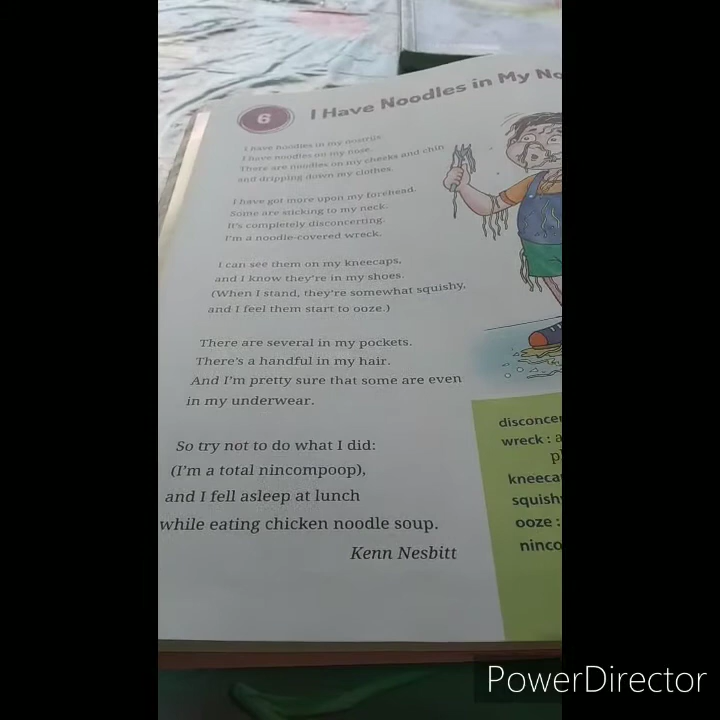 6
I Have Noodles in My No
I have noodles in my nostrils.
I have noodles on my nose.
There are noodles on my cheeks and chin
and dripping down my clothes.
I have got more upon my forehead.
Some are sticking to my neck.
It's completely disconcerting.
I'm a noodle-covered wreck.
I can see them on my kneecaps,
and I know they're in my shoes.
(When I stand, they're somewhat squishy,
and I feel them start to ooze.)
There are several in my pockets.
There's a handful in my hair.
And I'm pretty sure that some are even
in my underwear.
So try not to do what I did:
(I'm a total nincompoop),
and I fell asleep at lunch
while eating chicken noodle soup.
Kenn Nesbitt
disconcer
wreck : a
pl
kneeca
squish
ooze :
ninco
PowerDirector